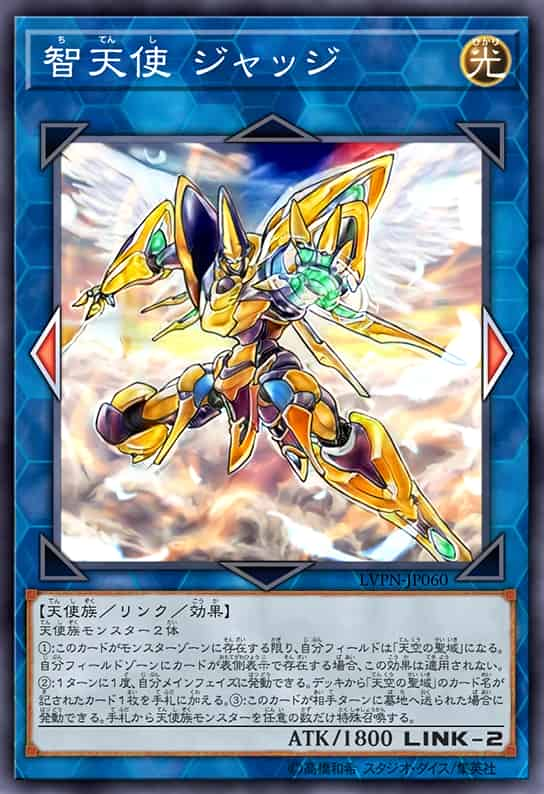 智天使 ジャッジ
光
LVPN-JP060
【天使族／リンク／効果】
天使族モンスター２体
①:このカードがモンスターゾーンに存在する限り、自分フィールドは「天空の聖域」になる。
自分フィールドゾーンにカードが表側表示で存在する場合、この効果は適用されない。
②:１ターンに１度、自分メインフェイズに発動できる。デッキから「天空の聖域」のカード名が
記されたカード１枚を手札に加える。③:このカードが相手ターンに墓地へ送られた場合に
発動できる。手札から天使族モンスターを任意の数だけ特殊召喚する。
ATK/1800 LINK-2
©高橋和希 スタジオ・ダイス/集英社